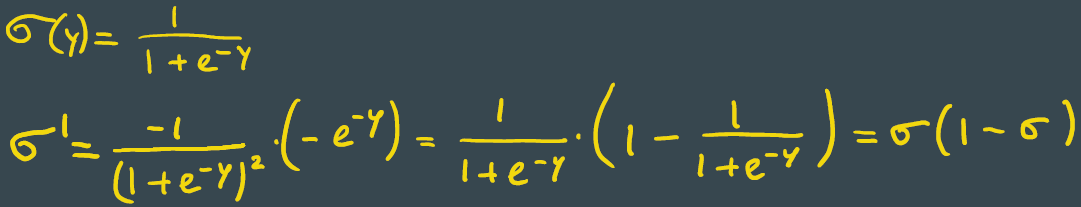 σ(y) = 1 / (1 + e^{-y})
σ' = -1 / (1 + e^{-y})² · (-e^{-y}) = 1 / (1 + e^{-y}) · (1 - 1 / (1 + e^{-y})) = σ(1 - σ)